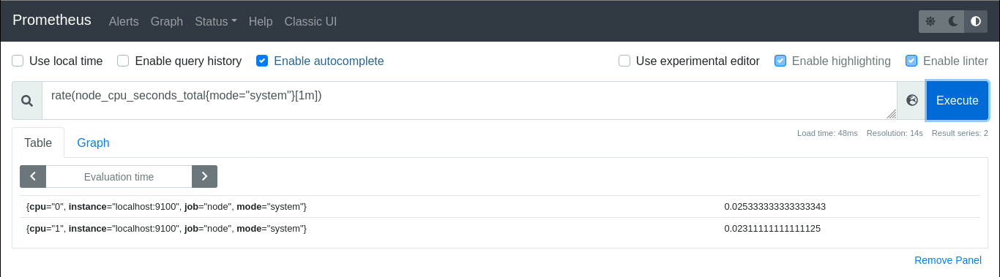 Prometheus Alerts Graph Status Help Classic UI
Use local time Enable query history Enable autocomplete Use experimental editor Enable highlighting Enable linter
rate(node_cpu_seconds_total{mode="system"}[1m]) Execute
Load time: 48ms Resolution: 14s Result series: 2
Table Graph
Evaluation time
{cpu="0", instance="localhost:9100", job="node", mode="system"} 0.025333333333333343
{cpu="1", instance="localhost:9100", job="node", mode="system"} 0.02311111111111125
Remove Panel